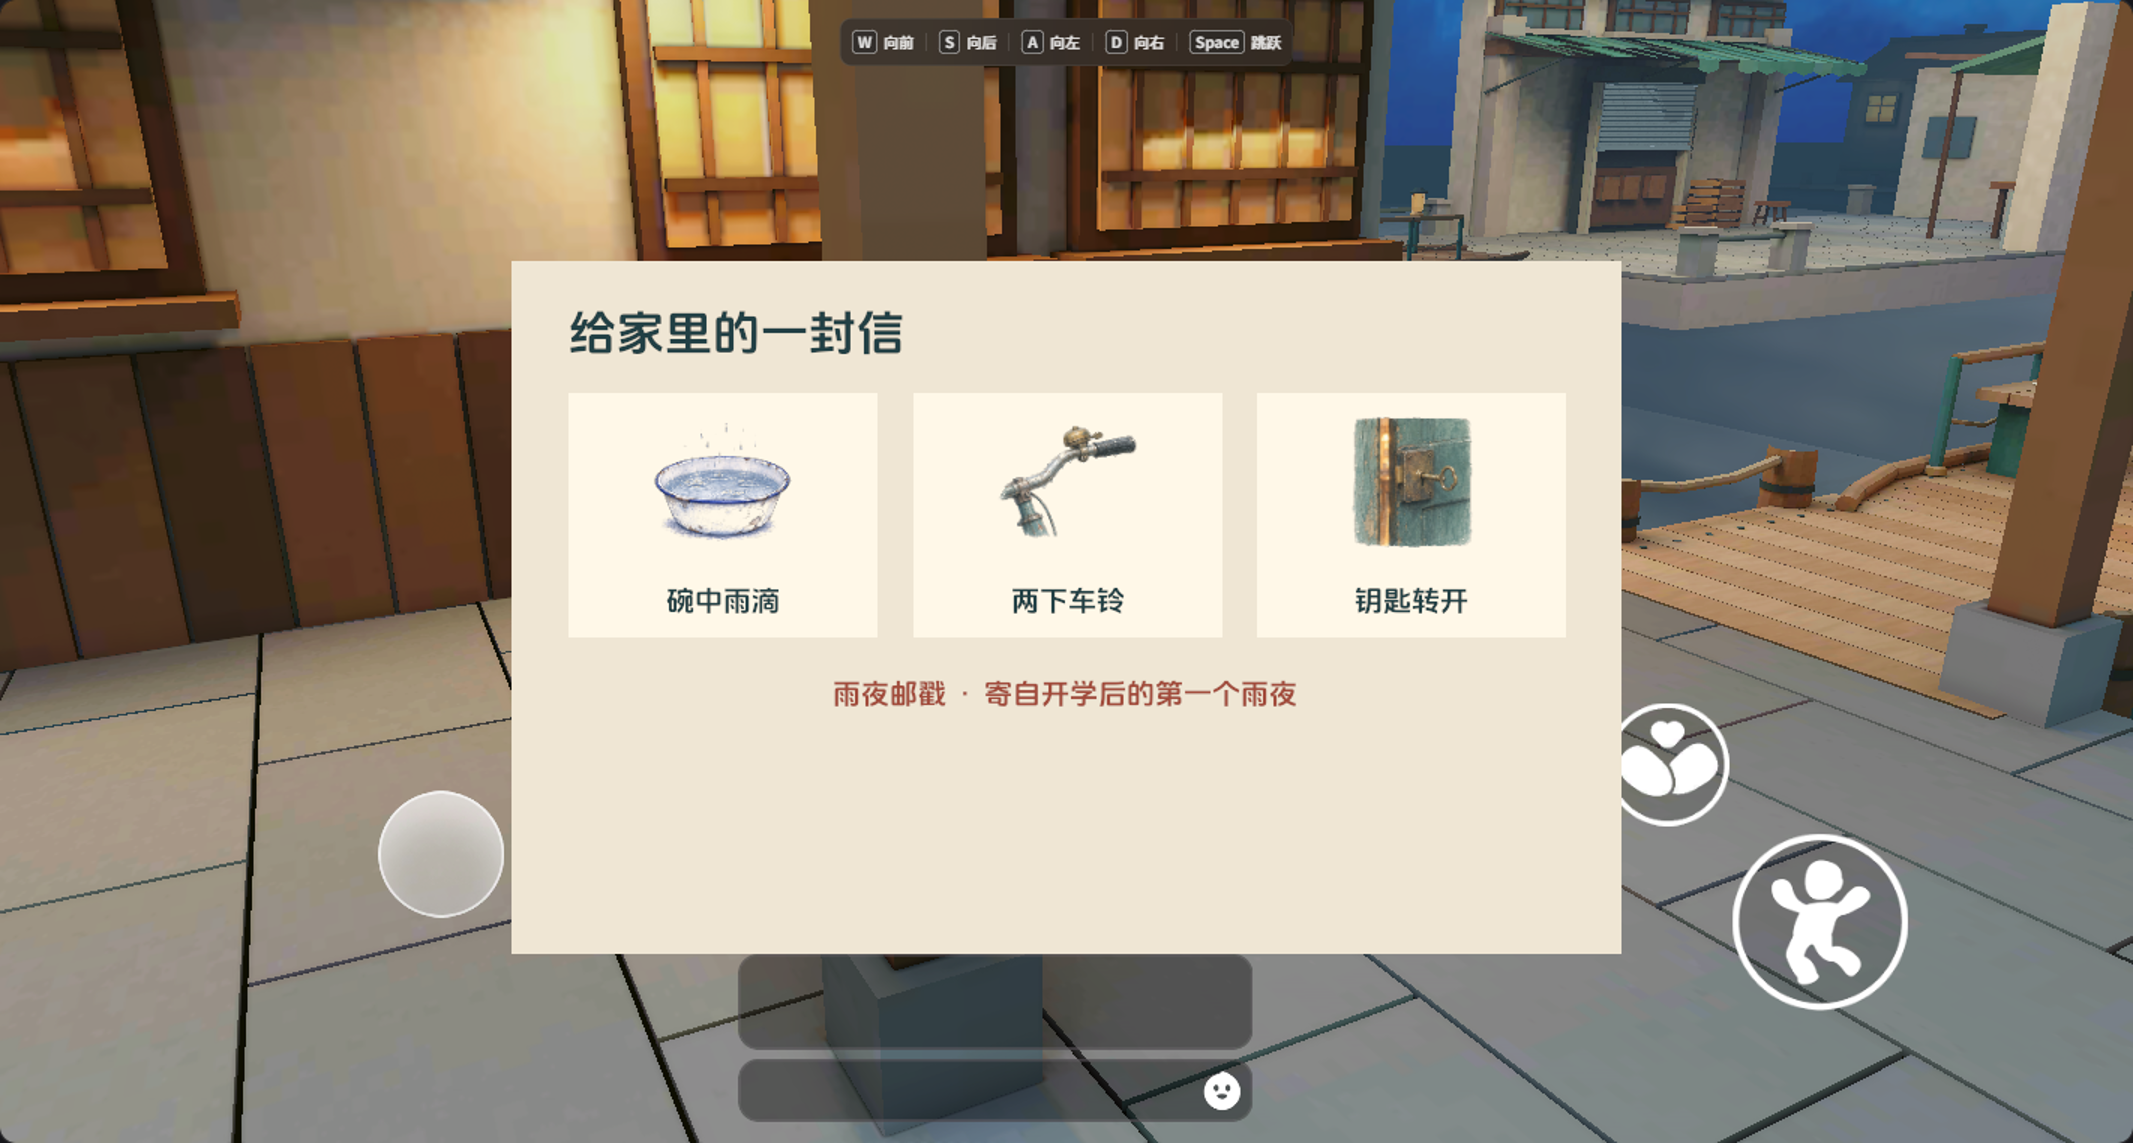 W 向前 S 向后 A 向左 D 向右 Space 跳跃
给家里的一封信
碗中雨滴
两下车铃
钥匙转开
雨夜邮戳 · 寄自开学后的第一个雨夜